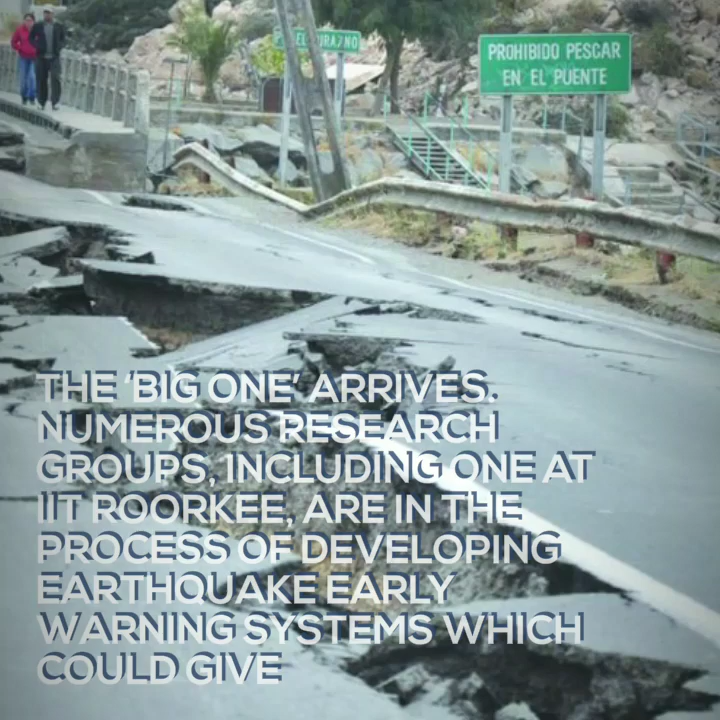 EL
PROHIBIDO PESCAR
EN EL PUENTE
THE 'BIG ONE' ARRIVES.
NUMEROUS RESEARCH
GROUPS, INCLUDING ONE AT
IIT ROORKEE, ARE IN THE
PROCESS OF DEVELOPING
EARTHQUAKE EARLY
WARNING SYSTEMS WHICH
COULD GIVE